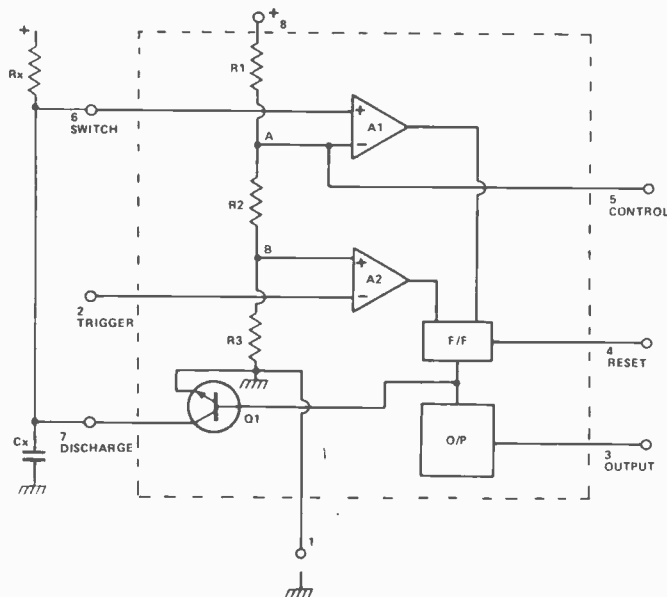 +
8
+
Rx
R1
6
SWITCH
+
A1
A
−
5
CONTROL
R2
B
+
A2
2
TRIGGER
−
R3
F/F
4
RESET
Q1
7
DISCHARGE
O/P
3
OUTPUT
Cx
1